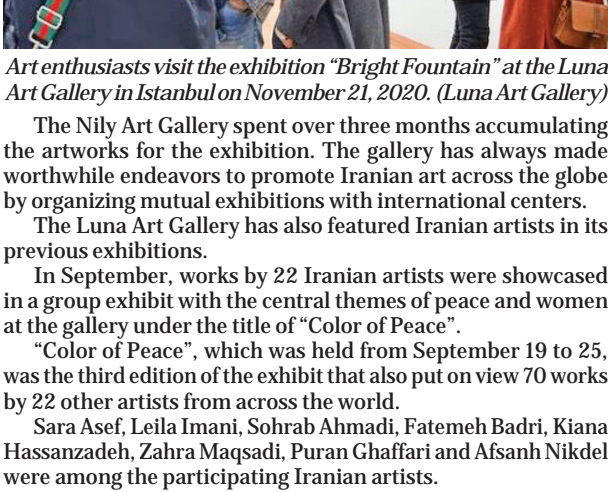 Art enthusiasts visit the exhibition “Bright Fountain” at the Luna
Art Gallery in Istanbul on November 21, 2020. (Luna Art Gallery)
The Nily Art Gallery spent over three months accumulating
the artworks for the exhibition. The gallery has always made
worthwhile endeavors to promote Iranian art across the globe
by organizing mutual exhibitions with international centers.
The Luna Art Gallery has also featured Iranian artists in its
previous exhibitions.
In September, works by 22 Iranian artists were showcased
in a group exhibit with the central themes of peace and women
at the gallery under the title of “Color of Peace”.
“Color of Peace”, which was held from September 19 to 25,
was the third edition of the exhibit that also put on view 70 works
by 22 other artists from across the world.
Sara Asef, Leila Imani, Sohrab Ahmadi, Fatemeh Badri, Kiana
Hassanzadeh, Zahra Maqsadi, Puran Ghaffari and Afsanh Nikdel
were among the participating Iranian artists.